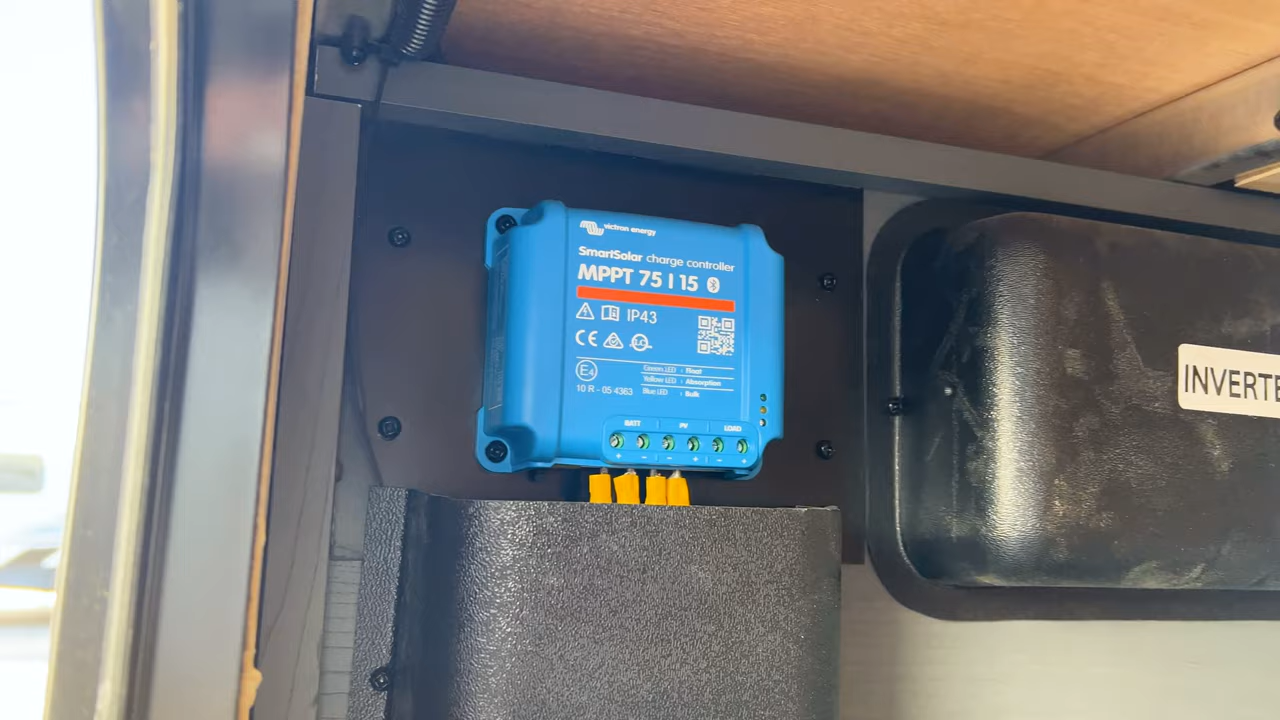 victron energy
SmartSolar charge controller
MPPT 75 | 15
IP43
CE
E4
10 R - 05 4363
Green LED : Float
Yellow LED : Absorption
Blue LED : Bulk
BATT PV LOAD
+ - - + - +
INVERTE